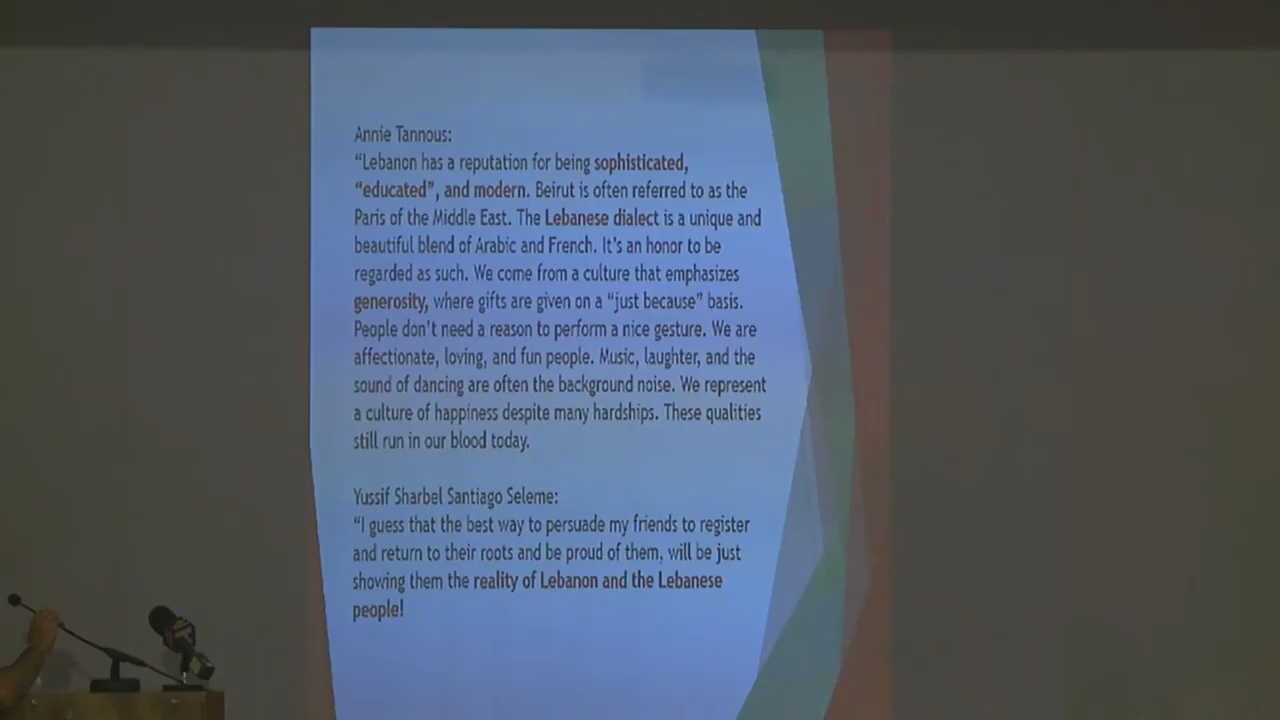 Annie Tannous:
“Lebanon has a reputation for being sophisticated,
“educated”, and modern. Beirut is often referred to as the
Paris of the Middle East. The Lebanese dialect is a unique and
beautiful blend of Arabic and French. It’s an honor to be
regarded as such. We come from a culture that emphasizes
generosity, where gifts are given on a “just because” basis.
People don’t need a reason to perform a nice gesture. We are
affectionate, loving, and fun people. Music, laughter, and the
sound of dancing are often the background noise. We represent
a culture of happiness despite many hardships. These qualities
still run in our blood today.
Yussif Sharbel Santiago Seleme:
“I guess that the best way to persuade my friends to register
and return to their roots and be proud of them, will be just
showing them the reality of Lebanon and the Lebanese
people!